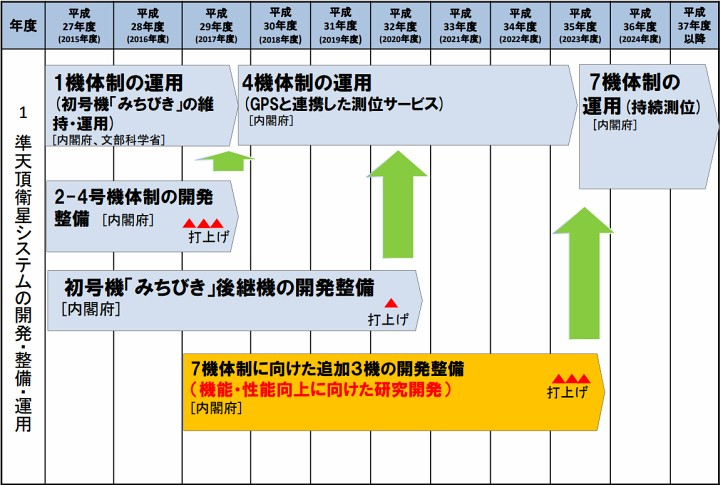 年度
平成
27年度
(2015年度)
平成
28年度
(2016年度)
平成
29年度
(2017年度)
平成
30年度
(2018年度)
平成
31年度
(2019年度)
平成
32年度
(2020年度)
平成
33年度
(2021年度)
平成
34年度
(2022年度)
平成
35年度
(2023年度)
平成
36年度
(2024年度)
平成
37年度
以降
1 準天頂衛星システムの開発・整備・運用
1機体制の運用
(初号機「みちびき」の維
持・運用)
[内閣府、文部科学省]
4機体制の運用
(GPSと連携した測位サービス)
[内閣府]
7機体制の
運用(持続測位)
[内閣府]
2-4号機体制の開発
整備 [内閣府]
打上げ
初号機「みちびき」後継機の開発整備
[内閣府]
打上げ
7機体制に向けた追加3機の開発整備
(機能・性能向上に向けた研究開発)
[内閣府]
打上げ